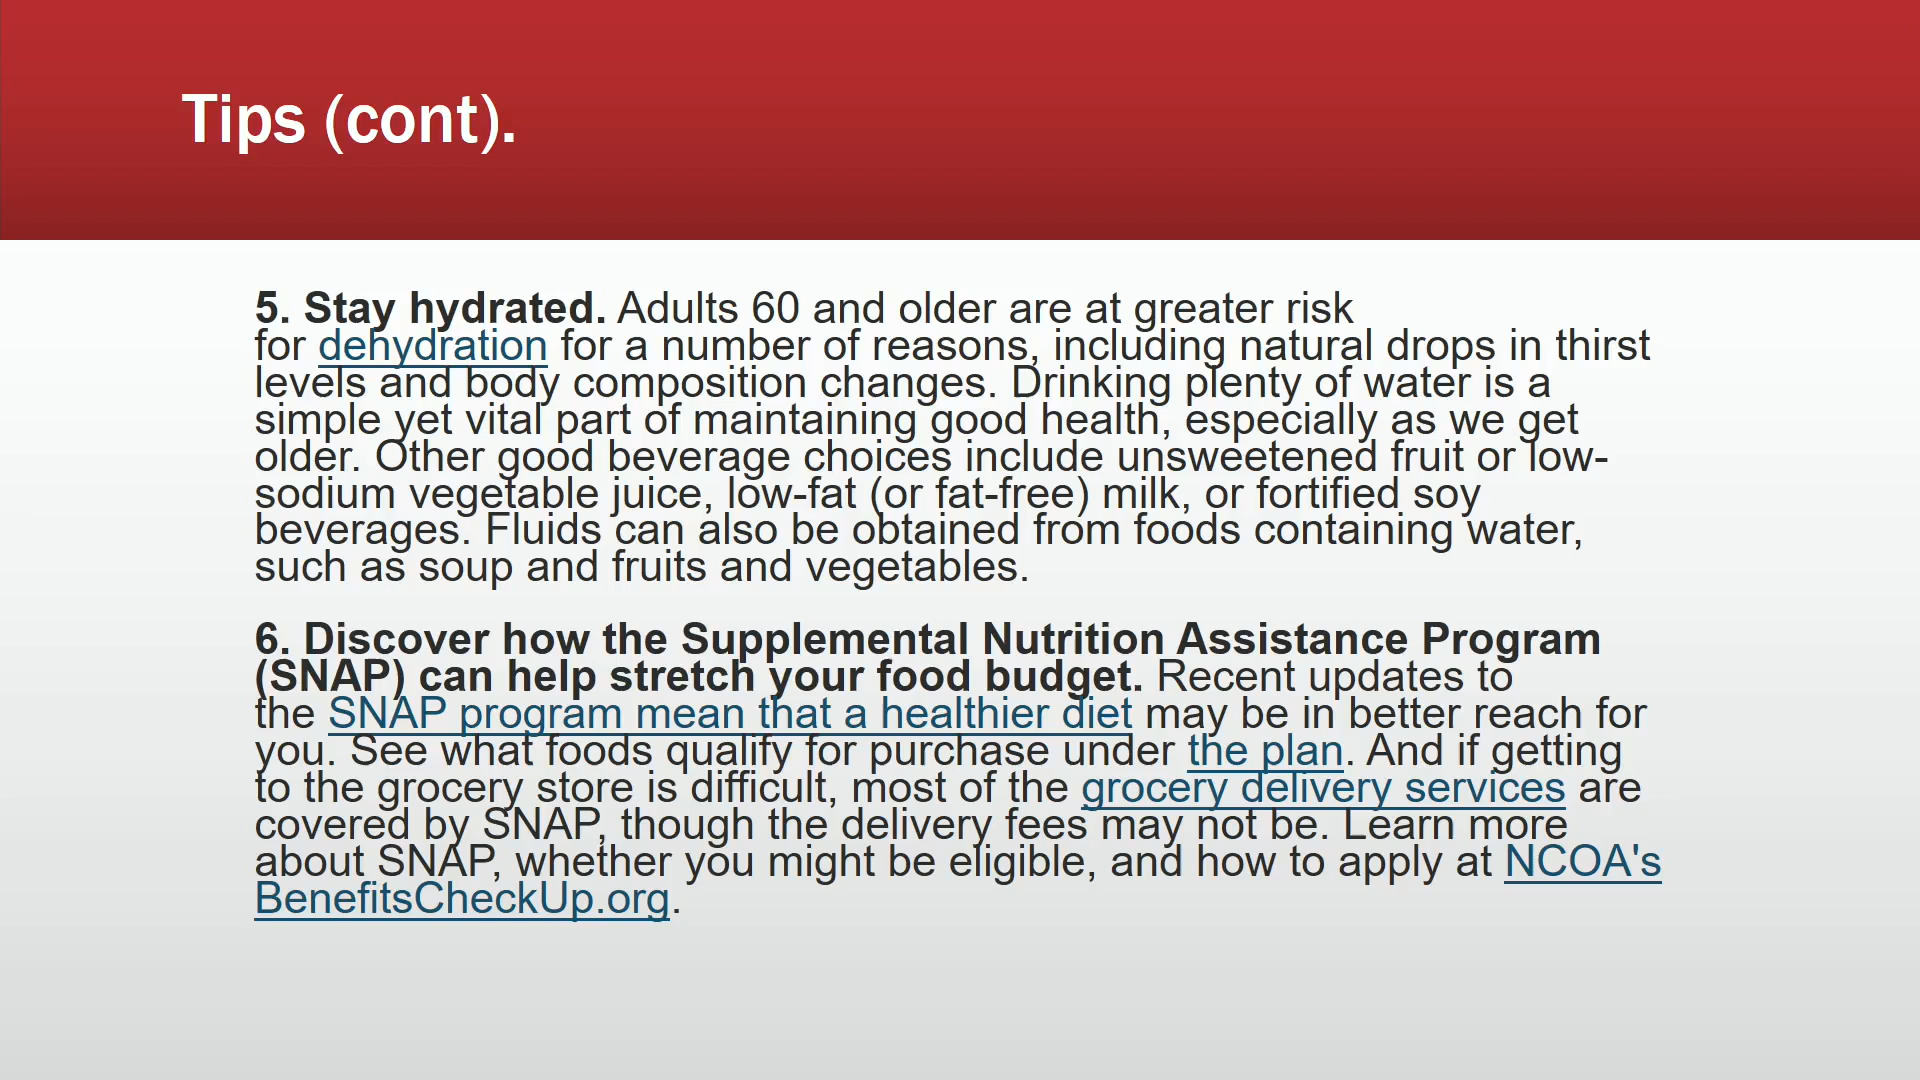 Tips (cont).
5. Stay hydrated. Adults 60 and older are at greater risk
for dehydration for a number of reasons, including natural drops in thirst
levels and body composition changes. Drinking plenty of water is a
simple yet vital part of maintaining good health, especially as we get
older. Other good beverage choices include unsweetened fruit or low-
sodium vegetable juice, low-fat (or fat-free) milk, or fortified soy
beverages. Fluids can also be obtained from foods containing water,
such as soup and fruits and vegetables.
6. Discover how the Supplemental Nutrition Assistance Program
(SNAP) can help stretch your food budget. Recent updates to
the SNAP program mean that a healthier diet may be in better reach for
you. See what foods qualify for purchase under the plan. And if getting
to the grocery store is difficult, most of the grocery delivery services are
covered by SNAP, though the delivery fees may not be. Learn more
about SNAP, whether you might be eligible, and how to apply at NCOA's
BenefitsCheckUp.org.